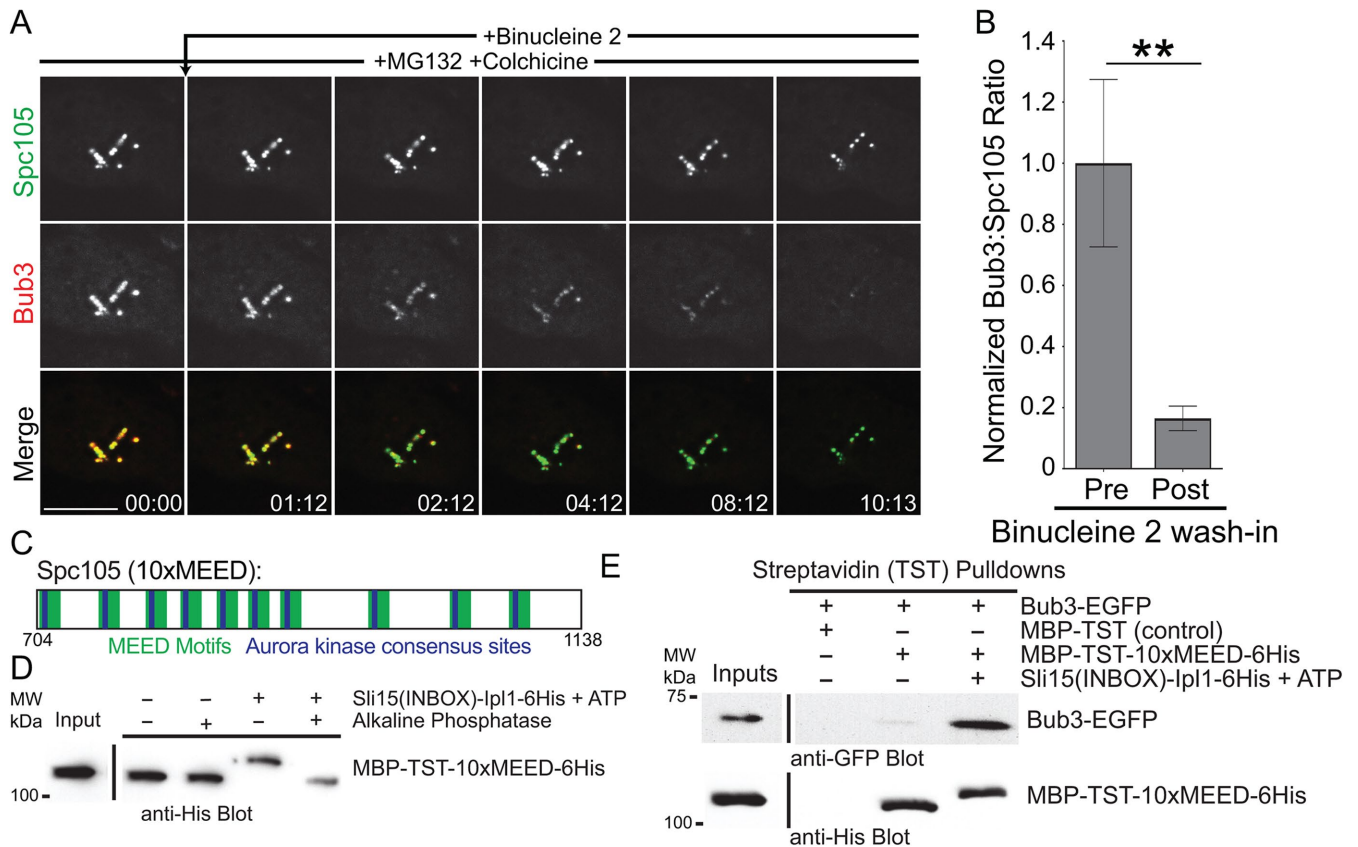 A
+Binucleine 2
+MG132 +Colchicine
Spc105
Bub3
Merge
00:00
01:12
02:12
04:12
08:12
10:13
B
**
Normalized Bub3:Spc105 Ratio
1.4
1.2
1.0
0.8
0.6
0.4
0.2
0
Pre Post
Binucleine 2 wash-in
C
Spc105 (10xMEED):
704 1138
MEED Motifs Aurora kinase consensus sites
D
MW
kDa
Input
– – + + Sli15(INBOX)-Ipl1-6His + ATP
– + – + Alkaline Phosphatase
MBP-TST-10xMEED-6His
100
anti-His Blot
E
Streptavidin (TST) Pulldowns
+ + + Bub3-EGFP
+ – – MBP-TST (control)
– + + MBP-TST-10xMEED-6His
– – + Sli15(INBOX)-Ipl1-6His + ATP
MW
kDa
Inputs
75
Bub3-EGFP
anti-GFP Blot
MBP-TST-10xMEED-6His
100
anti-His Blot